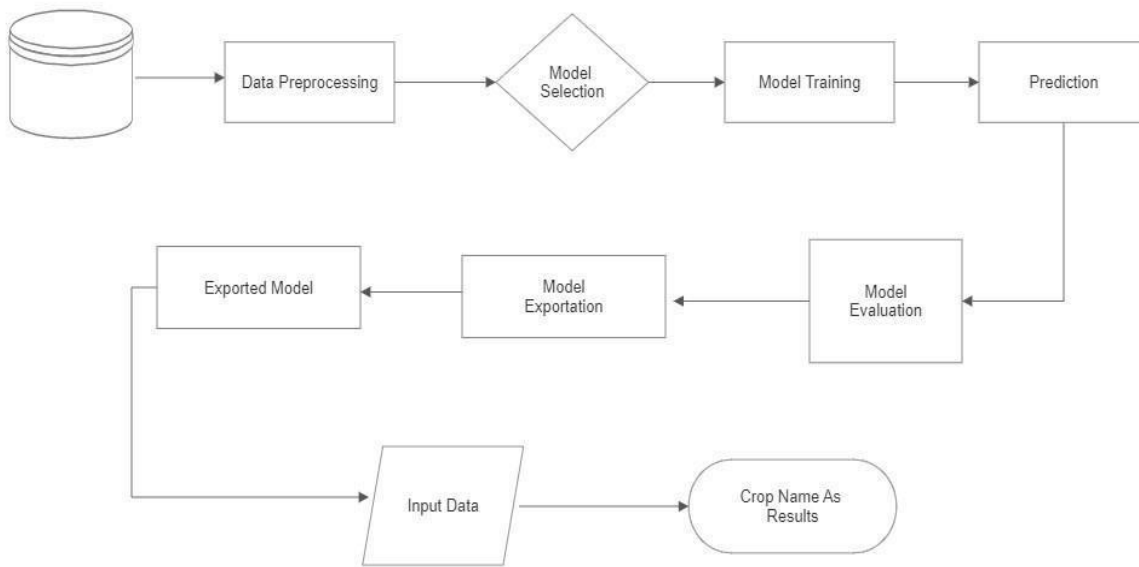 Data Preprocessing
Model
Selection
Model Training
Prediction
Exported Model
Model
Exportation
Model
Evaluation
Input Data
Crop Name As
Results